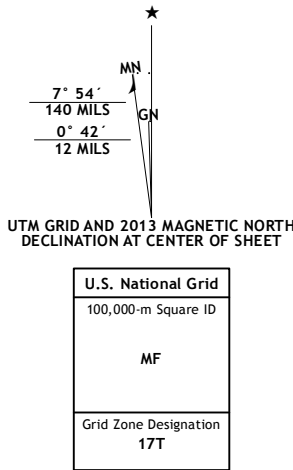 ★
MN
GN
7° 54´
140 MILS
0° 42´
12 MILS
UTM GRID AND 2013 MAGNETIC NORTH
DECLINATION AT CENTER OF SHEET
U.S. National Grid
100,000-m Square ID
MF
Grid Zone Designation
17T